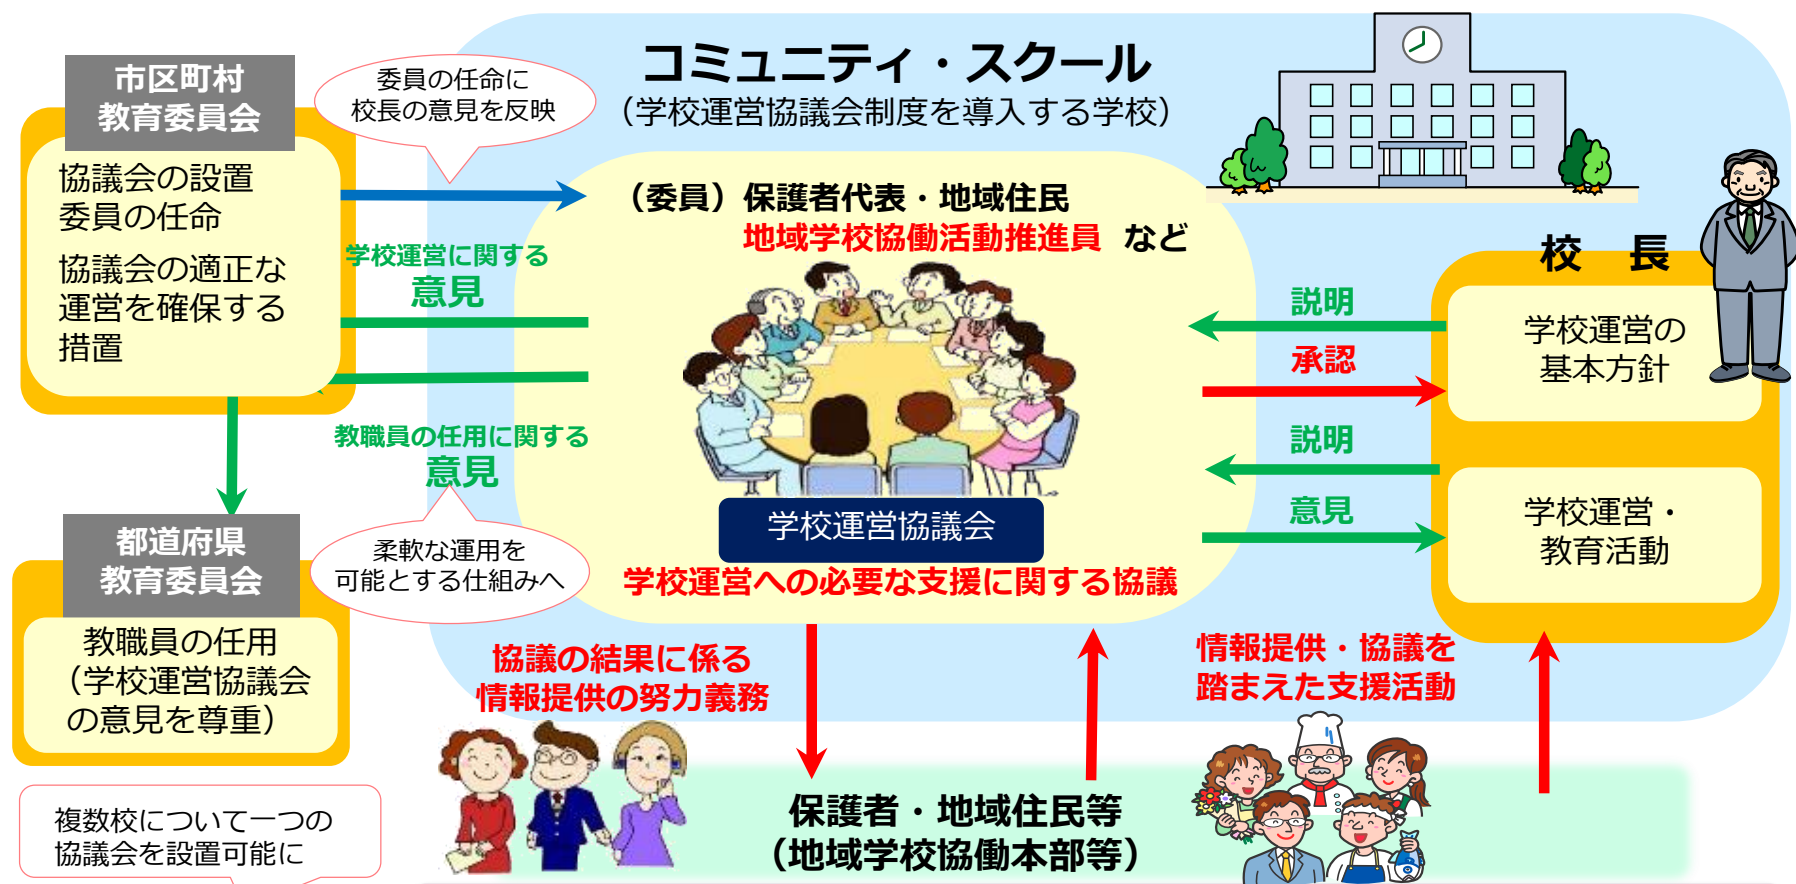 コミュニティ・スクール
（学校運営協議会制度を導入する学校）
市区町村
教育委員会
協議会の設置
委員の任命
協議会の適正な
運営を確保する
措置
委員の任命に
校長の意見を反映
（委員）保護者代表・地域住民
地域学校協働活動推進員 など
学校運営に関する
意見
教職員の任用に関する
意見
柔軟な運用を
可能とする仕組みへ
学校運営協議会
学校運営への必要な支援に関する協議
校 長
説明
承認
学校運営の
基本方針
説明
意見
学校運営・
教育活動
都道府県
教育委員会
教職員の任用
（学校運営協議会
の意見を尊重）
協議の結果に係る
情報提供の努力義務
情報提供・協議を
踏まえた支援活動
保護者・地域住民等
（地域学校協働本部等）
複数校について一つの
協議会を設置可能に